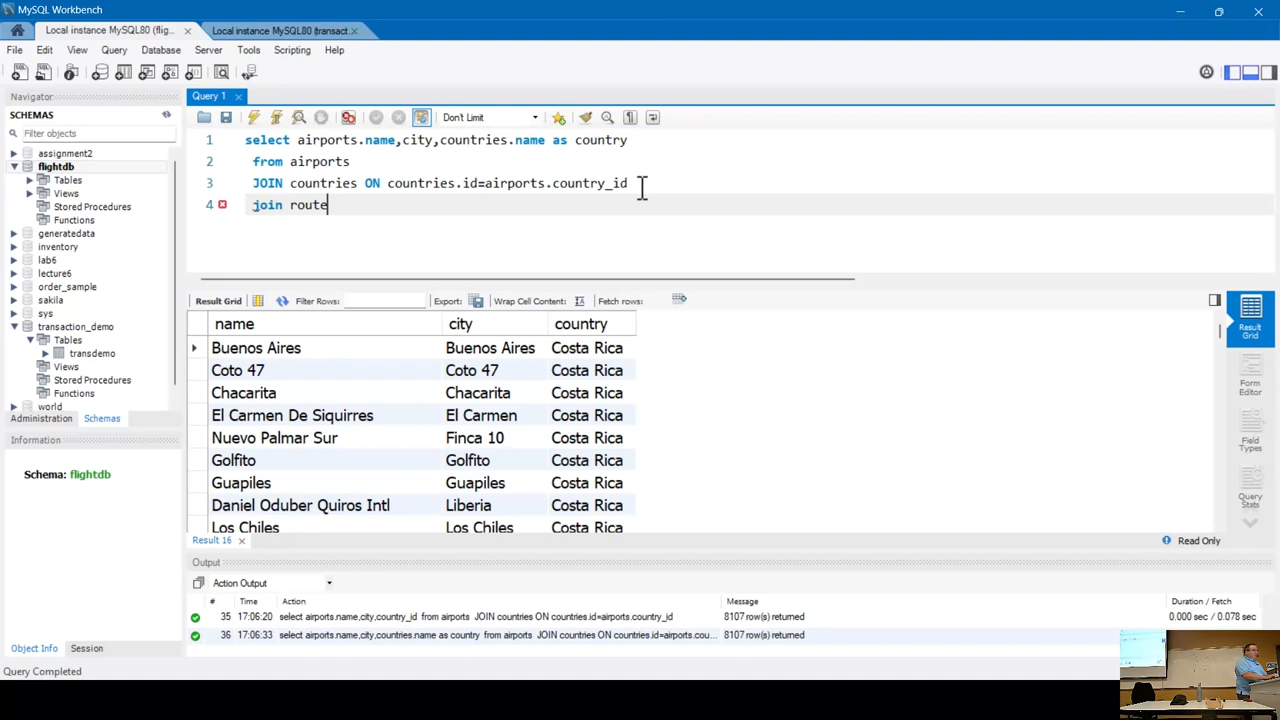 MySQL Workbench
Local instance MySQL80 (flig...
Local instance MySQL80 (transact...
File Edit View Query Database Server Tools Scripting Help
Navigator
SCHEMAS
Filter objects
assignment2
flightdb
Tables
Views
Stored Procedures
Functions
generatedata
inventory
lab6
lecture6
order_sample
sakila
sys
transaction_demo
Tables
transdemo
Views
Stored Procedures
Functions
world
Administration Schemas
Information
Schema: flightdb
Object Info Session
Query Completed
Query 1
Don't Limit
1 select airports.name,city,countries.name as country
2 from airports
3 JOIN countries ON countries.id=airports.country_id
4 join route
Result Grid Filter Rows: Export: Wrap Cell Content: Fetch rows:
name city country
Buenos Aires Buenos Aires Costa Rica
Coto 47 Coto 47 Costa Rica
Chacarita Chacarita Costa Rica
El Carmen De Siquirres El Carmen Costa Rica
Nuevo Palmar Sur Finca 10 Costa Rica
Golfito Golfito Costa Rica
Guapiles Guapiles Costa Rica
Daniel Oduber Quiros Intl Liberia Costa Rica
Los Chiles Los Chiles Costa Rica
Result Grid
Form Editor
Field Types
Query Stats
Result 16
Read Only
Output
Action Output
# Time Action Message Duration / Fetch
35 17:06:20 select airports.name,city,country_id from airports JOIN countries ON countries.id=airports.country_id 8107 row(s) returned 0.000 sec / 0.078 sec
36 17:06:33 select airports.name,city,countries.name as country from airports JOIN countries ON countries.id=airports.cou... 8107 row(s) returned